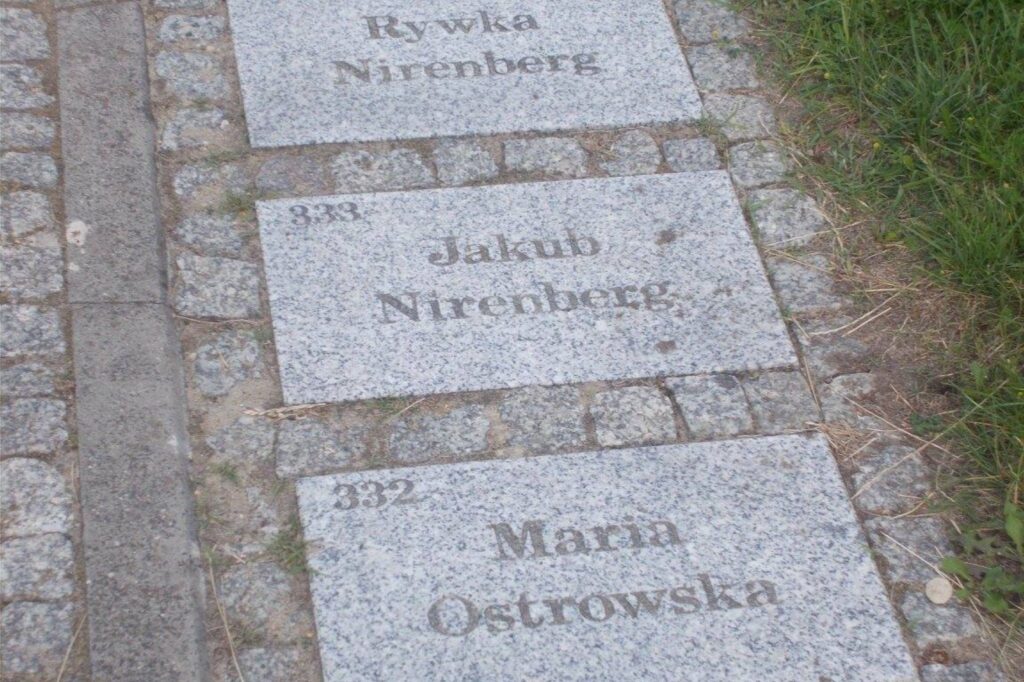 Rywka
Nirenberg
333
Jakub
Nirenberg
332
Maria
Ostrowska